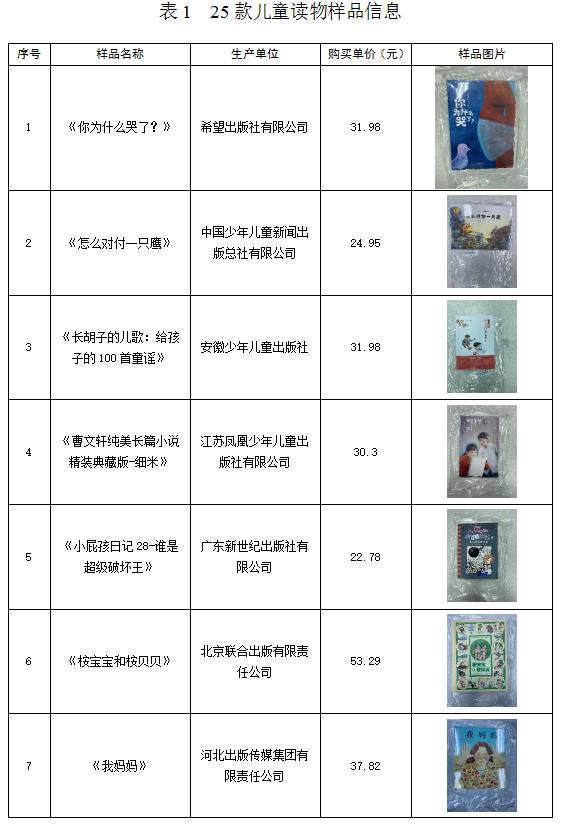 表 1 25 款儿童读物样品信息
序号 样品名称 生产单位 购买单价（元） 样品图片
1 《你为什么哭了？》 希望出版社有限公司 31.98
你为什么哭了
2 《怎么对付一只鹰》 中国少年儿童新闻出
版总社有限公司 24.95
3 《长胡子的儿歌：给孩
子的 100 首童谣》 安徽少年儿童出版社 31.98
4 《曹文轩纯美长篇小说
精装典藏版-细米》 江苏凤凰少年儿童出
版社有限公司 30.3
5 《小屁孩日记 28-谁是
超级破坏王》 广东新世纪出版社有
限公司 22.78
6 《桉宝宝和桉贝贝》 北京联合出版有限责
任公司 53.29
7 《我妈妈》 河北出版传媒集团有
限责任公司 37.82
我妈妈